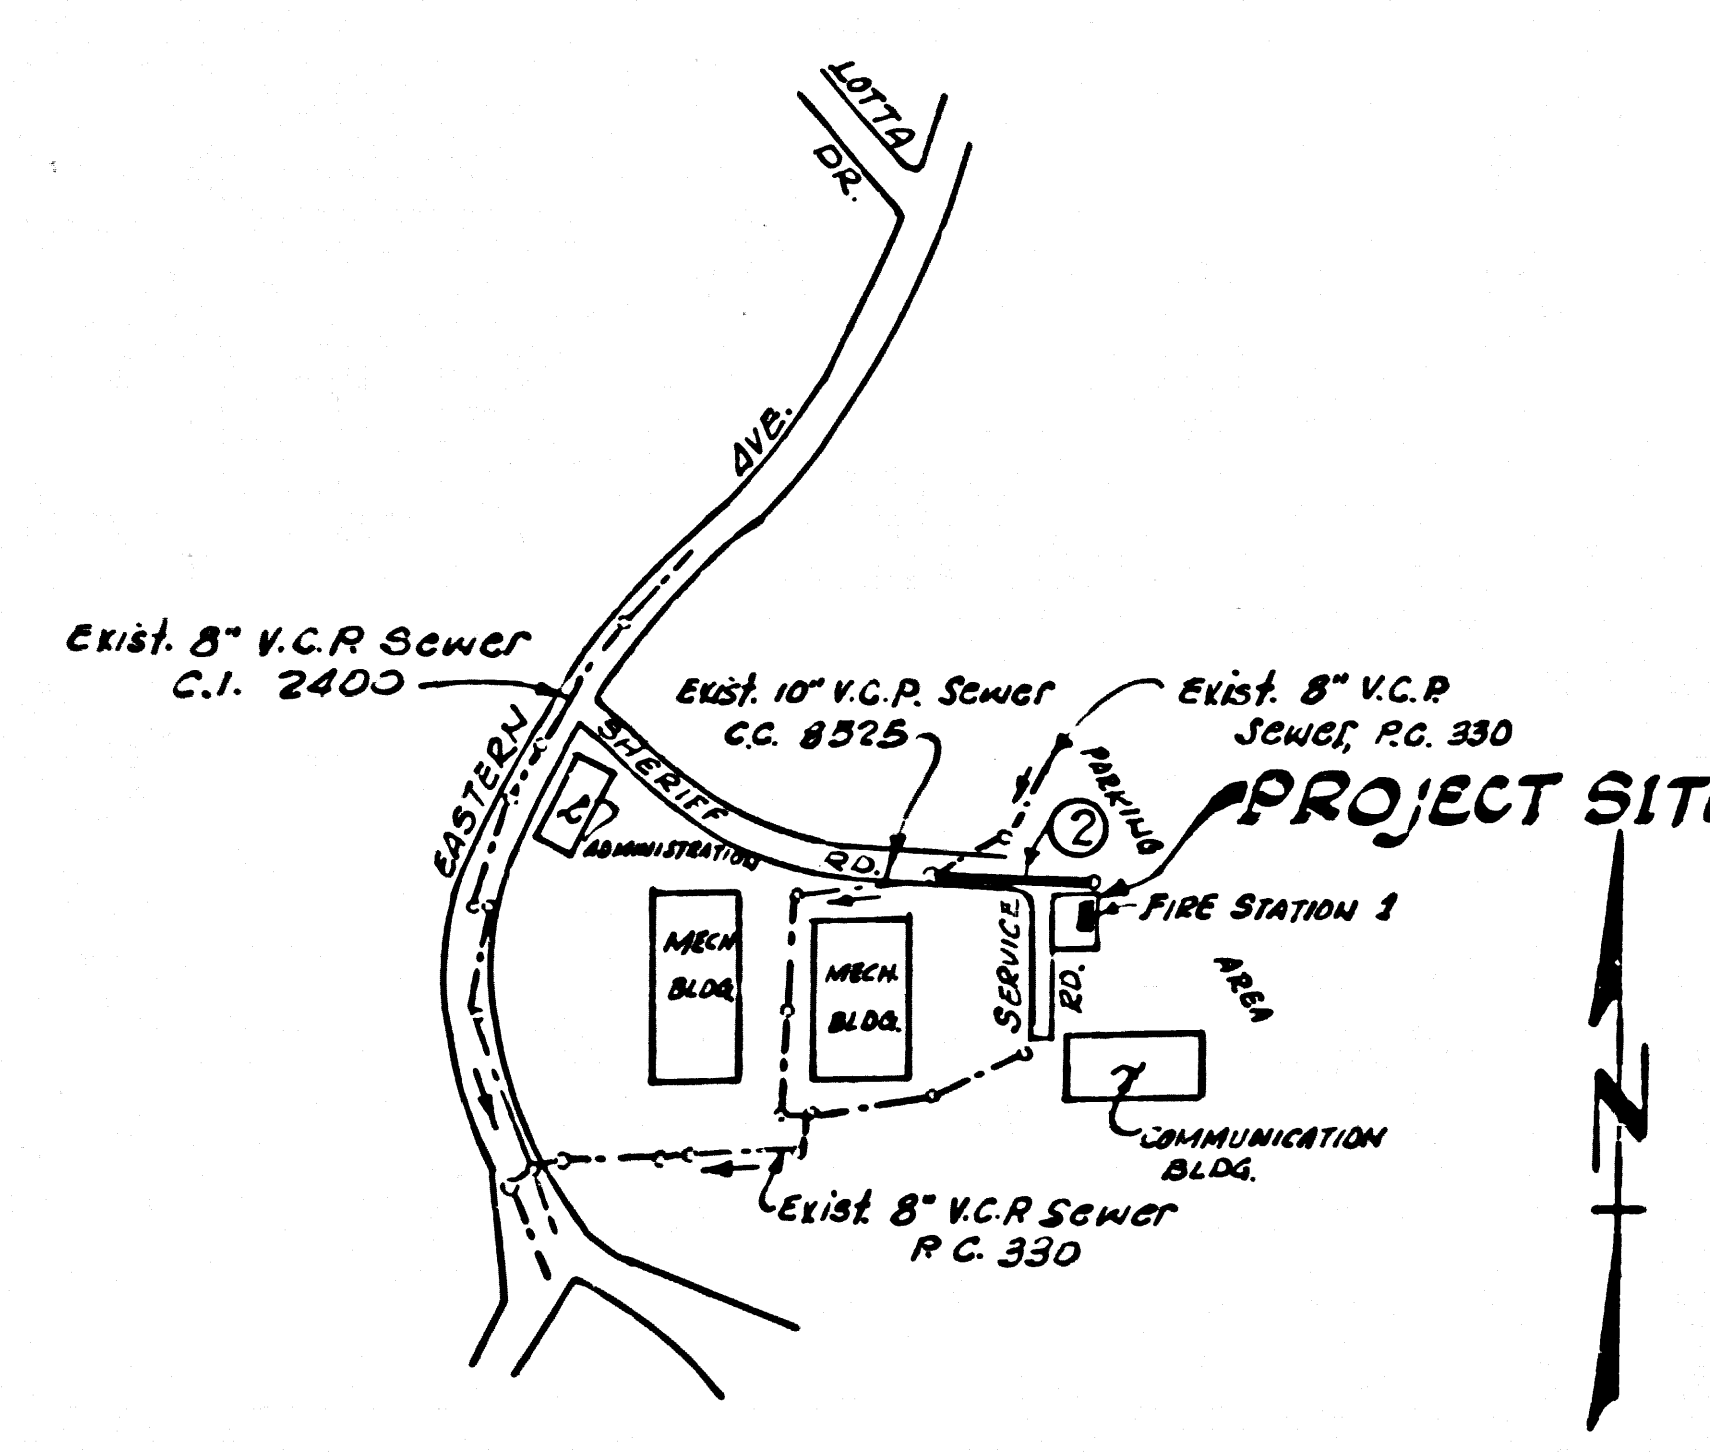 LOTTA
DR.
AVE.
Exist. 8" V.C.P. Sewer
C.I. 2400
EASTERN
SHERIFF
RD.
Exist. 10" V.C.P. Sewer
C.C. 8525
Exist. 8" V.C.P.
Sewer, P.C. 330
PARKING
AREA
2
PROJECT SITE
ADMINISTRATION
FIRE STATION 1
MECH
BLDG.
MECH.
BLDG.
SERVICE
RD.
COMMUNICATION
BLDG.
Exist. 8" V.C.P. Sewer
P.C. 330
N